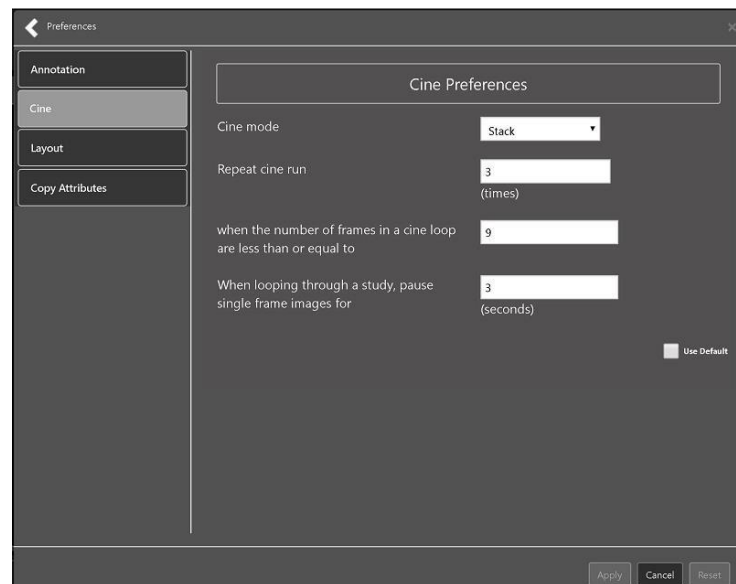 Preferences
Annotation
Cine
Layout
Copy Attributes
Cine Preferences
Cine mode
Stack
Repeat cine run
3
(times)
when the number of frames in a cine loop
are less than or equal to
9
When looping through a study, pause
single frame images for
3
(seconds)
Use Default
Apply
Cancel
Reset